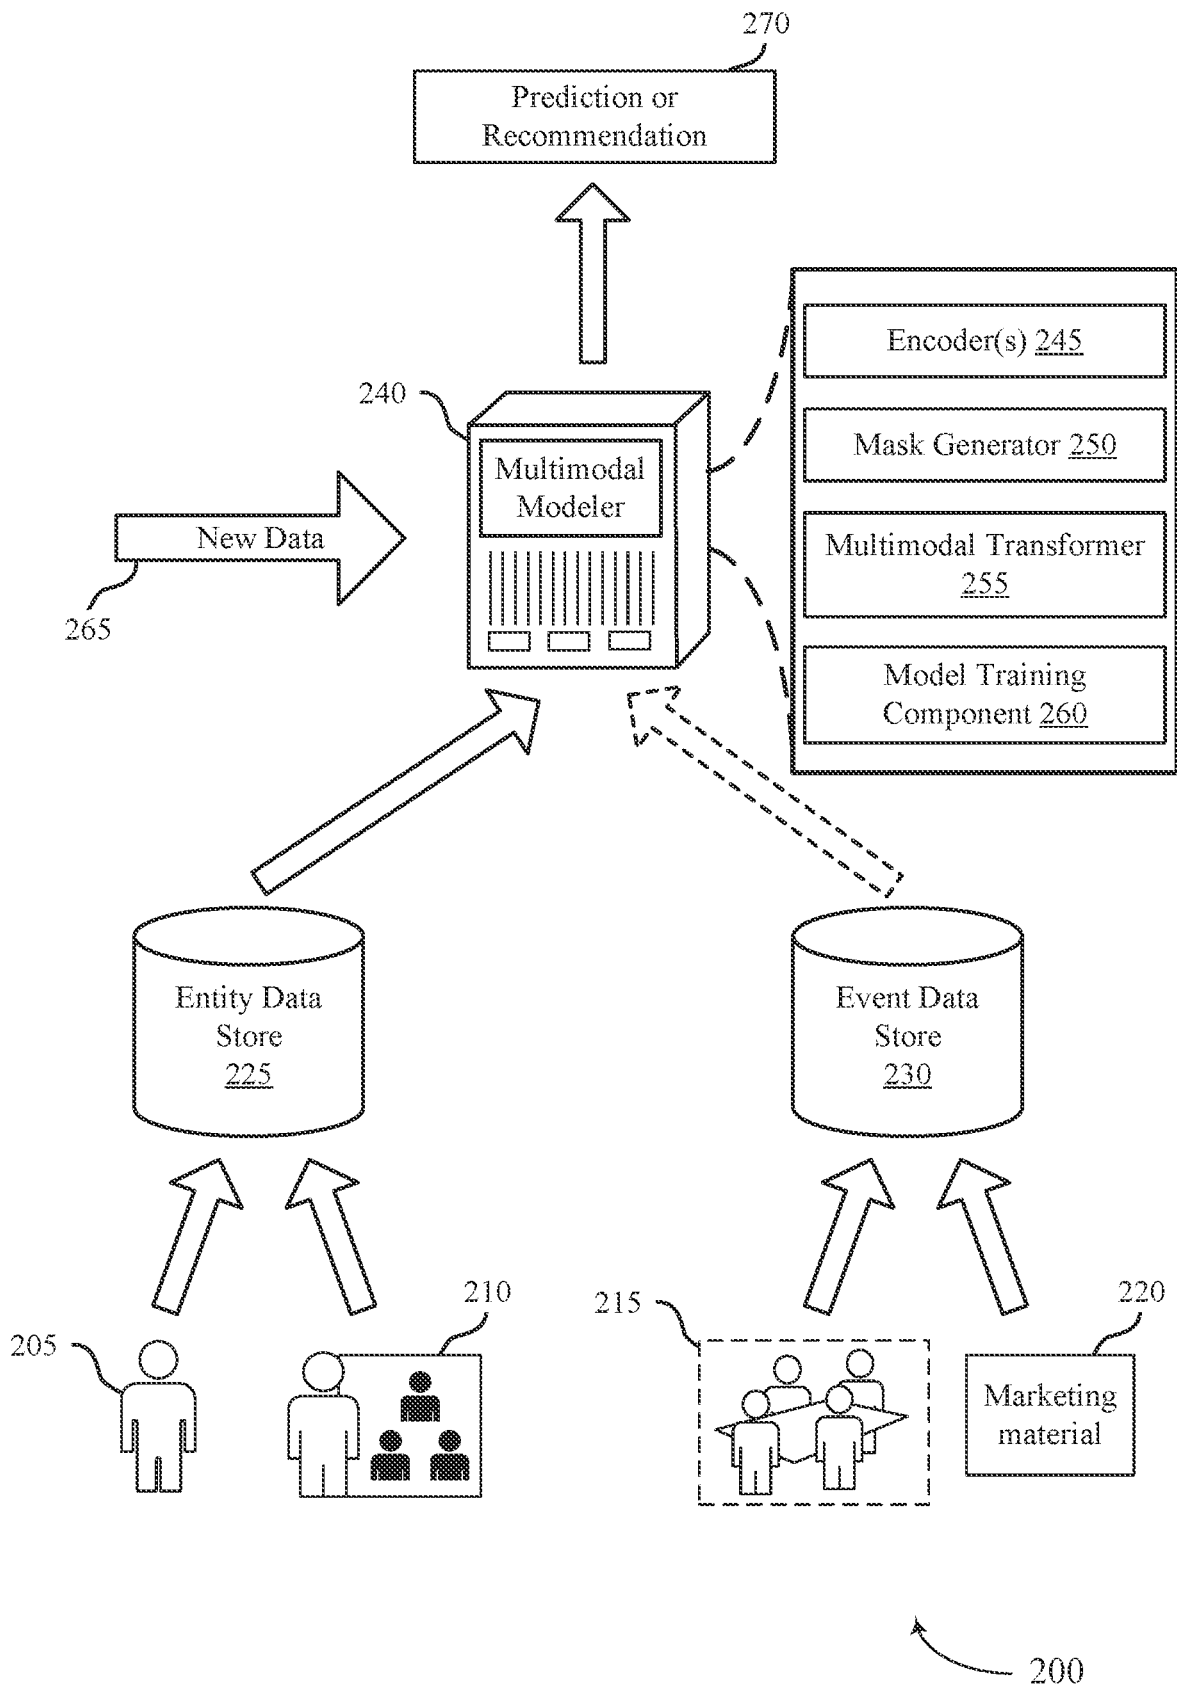 270
Prediction or
Recommendation
Encoder(s) 245
240
Mask Generator 250
Multimodal
Modeler
New Data
265
Multimodal Transformer
255
Model Training
Component 260
Entity Data
Store
225
Event Data
Store
230
205
210
215
220
Marketing
material
200